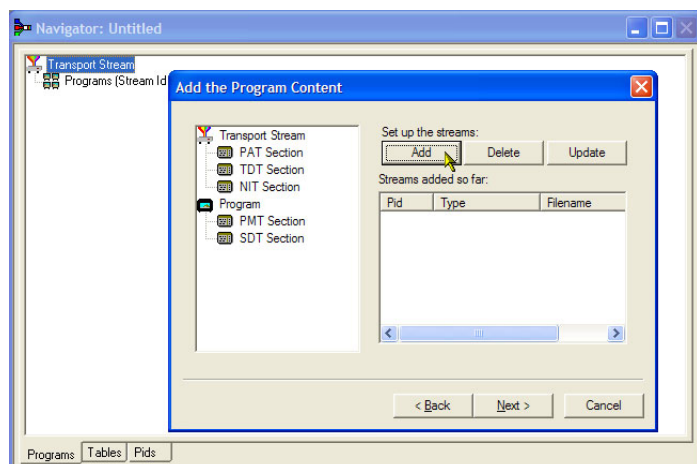 Navigator: Untitled
Transport Stream
Programs (Stream Id
Add the Program Content
Transport Stream
PAT Section
TDT Section
NIT Section
Program
PMT Section
SDT Section
Set up the streams:
Add Delete Update
Streams added so far:
Pid Type Filename
< Back Next > Cancel
Programs Tables Pids